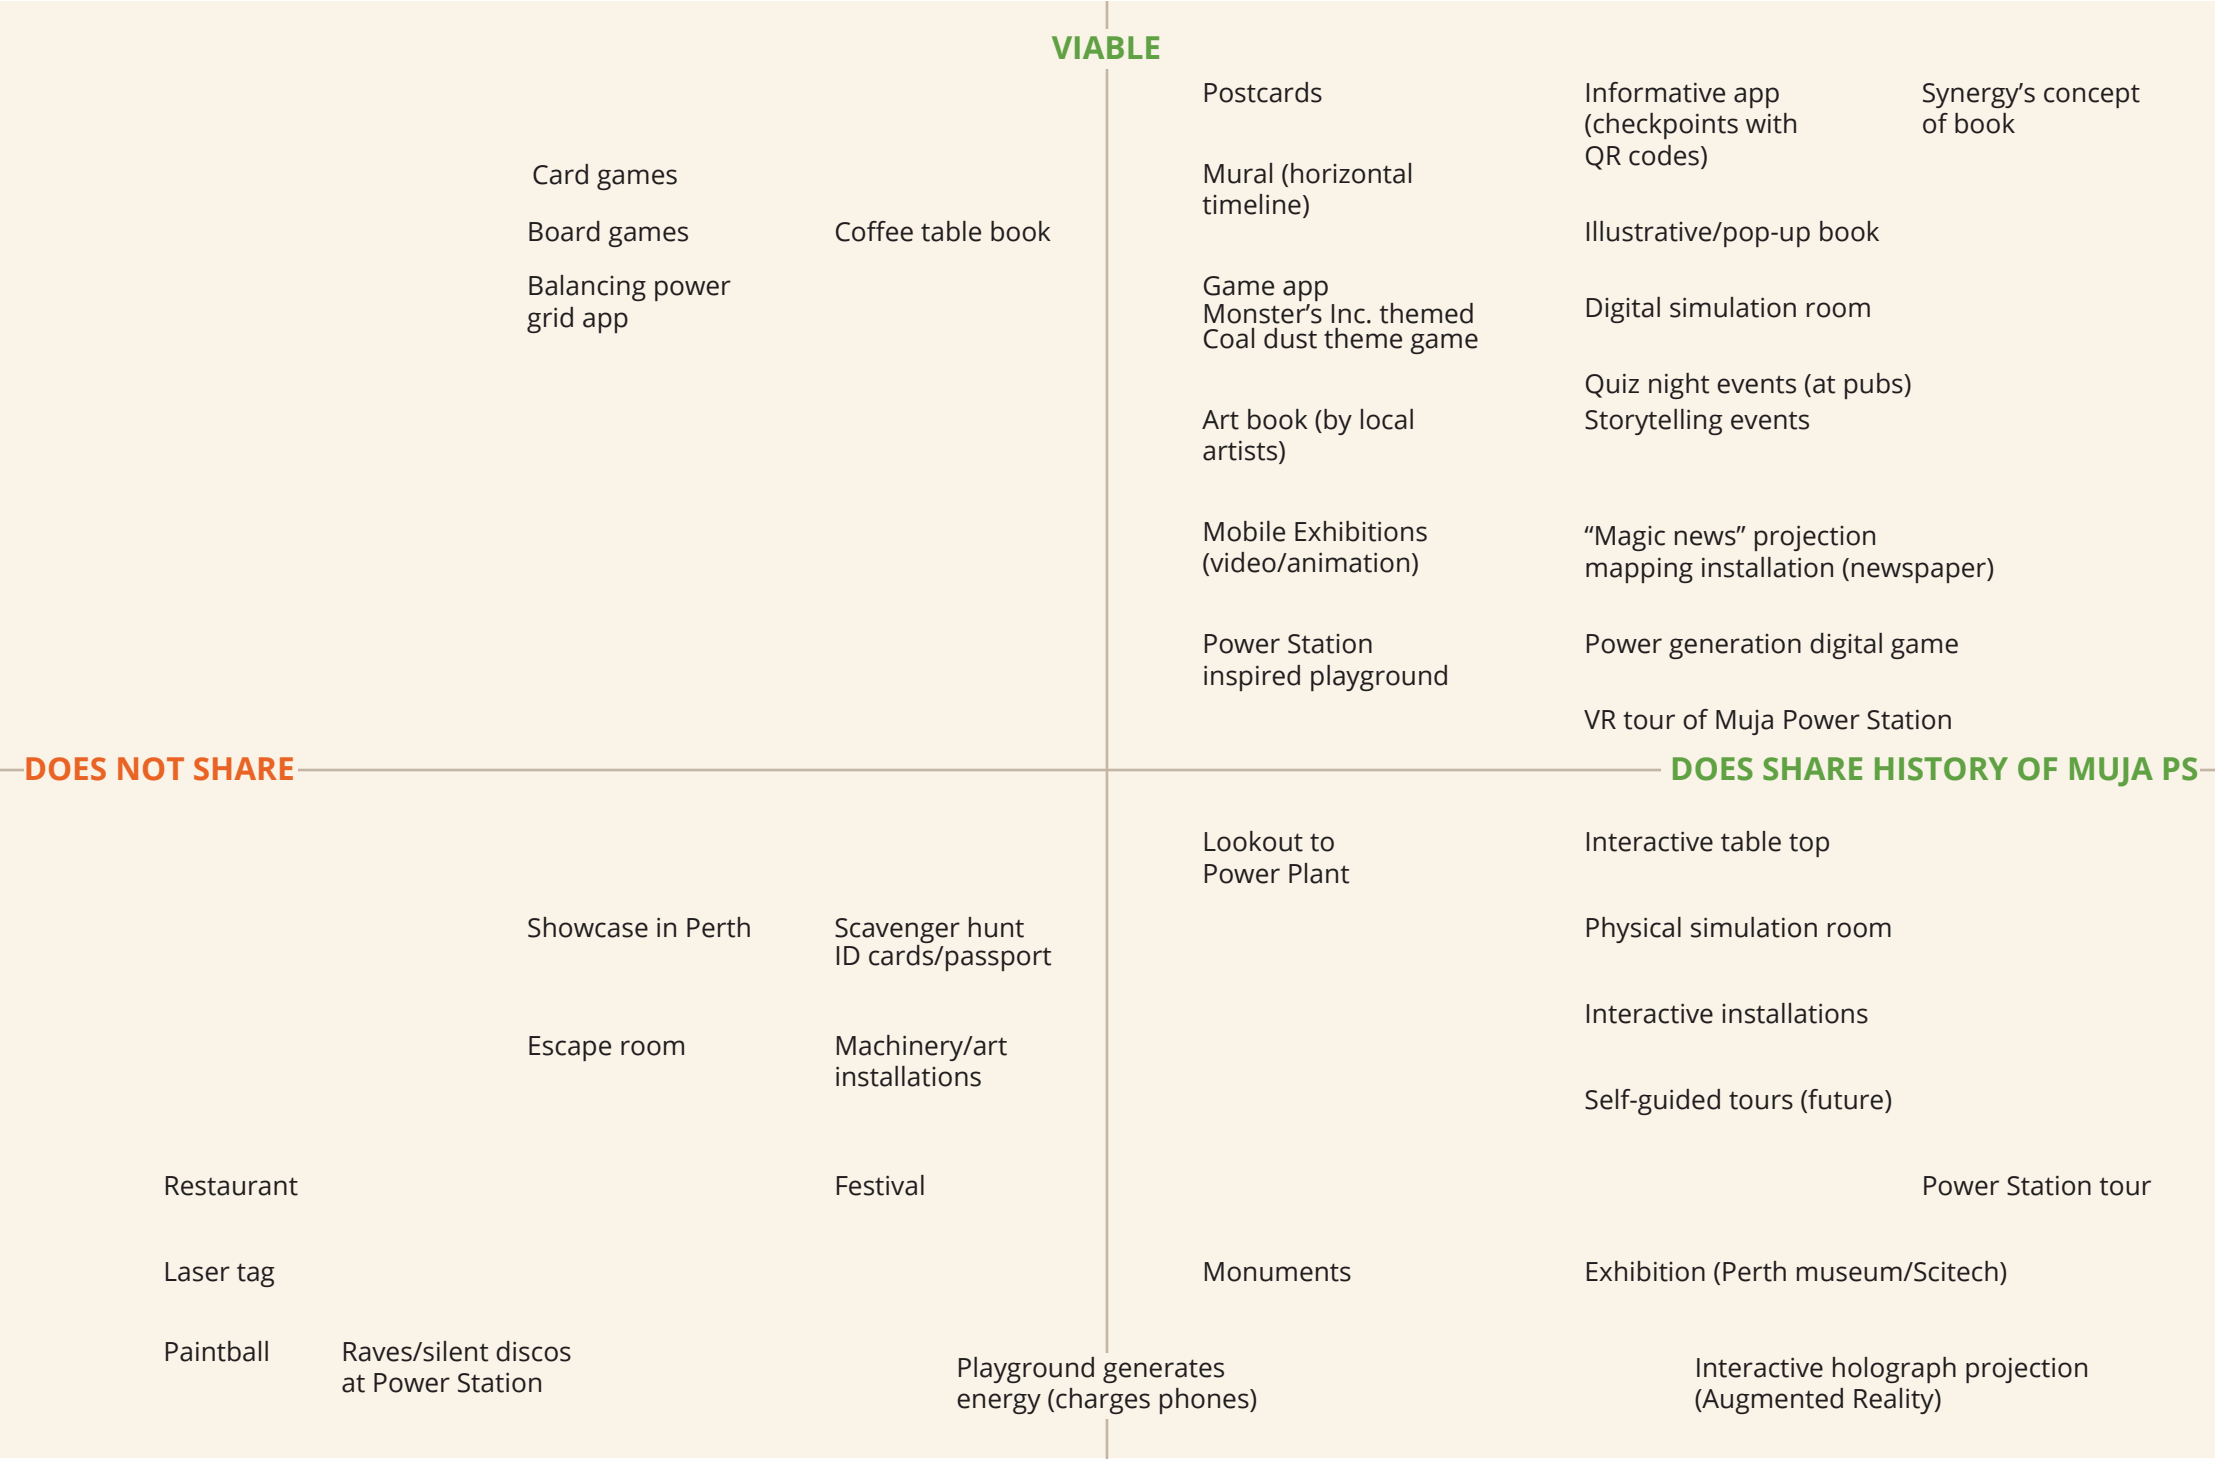 VIABLE
Postcards
Informative app
(checkpoints with
QR codes)
Synergy’s concept
of book
Card games
Mural (horizontal
timeline)
Board games
Coffee table book
Illustrative/pop-up book
Balancing power
grid app
Game app
Monster’s Inc. themed
Coal dust theme game
Digital simulation room
Quiz night events (at pubs)
Storytelling events
Art book (by local
artists)
Mobile Exhibitions
(video/animation)
“Magic news” projection
mapping installation (newspaper)
Power Station
inspired playground
Power generation digital game
VR tour of Muja Power Station
DOES NOT SHARE
DOES SHARE HISTORY OF MUJA PS
Lookout to
Power Plant
Interactive table top
Showcase in Perth
Scavenger hunt
ID cards/passport
Physical simulation room
Interactive installations
Escape room
Machinery/art
installations
Self-guided tours (future)
Restaurant
Festival
Power Station tour
Laser tag
Monuments
Exhibition (Perth museum/Scitech)
Paintball
Raves/silent discos
at Power Station
Playground generates
energy (charges phones)
Interactive holograph projection
(Augmented Reality)